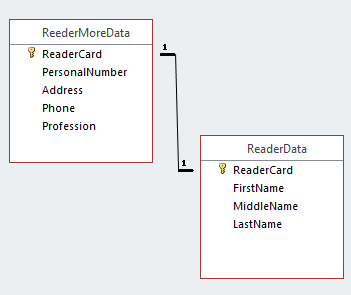 ReederMoreData
ReaderCard
PersonalNumber
Address
Phone
Profession
1
1
ReaderData
ReaderCard
FirstName
MiddleName
LastName